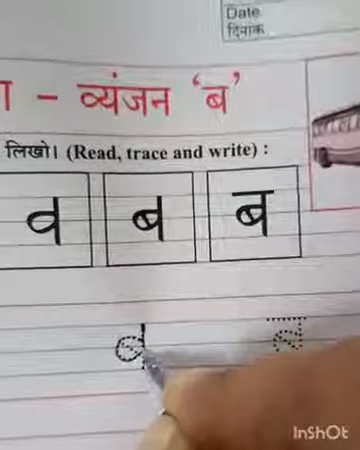 Date
दिनांक
– व्यंजन ‘ब’
लिखो। (Read, trace and write) :
व ब ब
ब ब
InShOt